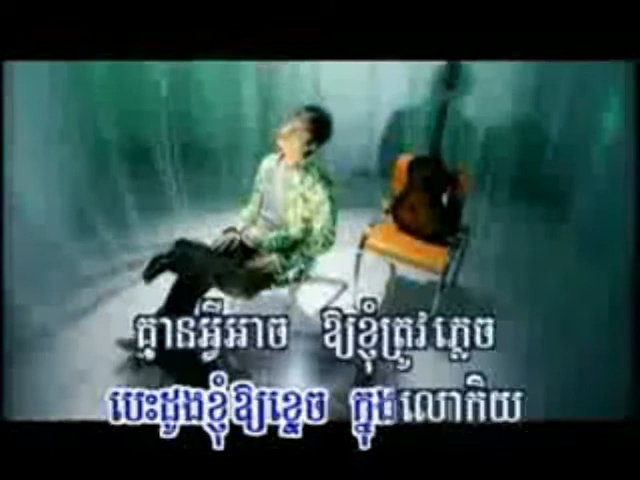 គ្មានអ្វីអាច ឱ្យខ្ញុំត្រូវភ្លេច
បេះដូងខ្ញុំឱ្យខ្ទេច ក្នុងលោកិយ